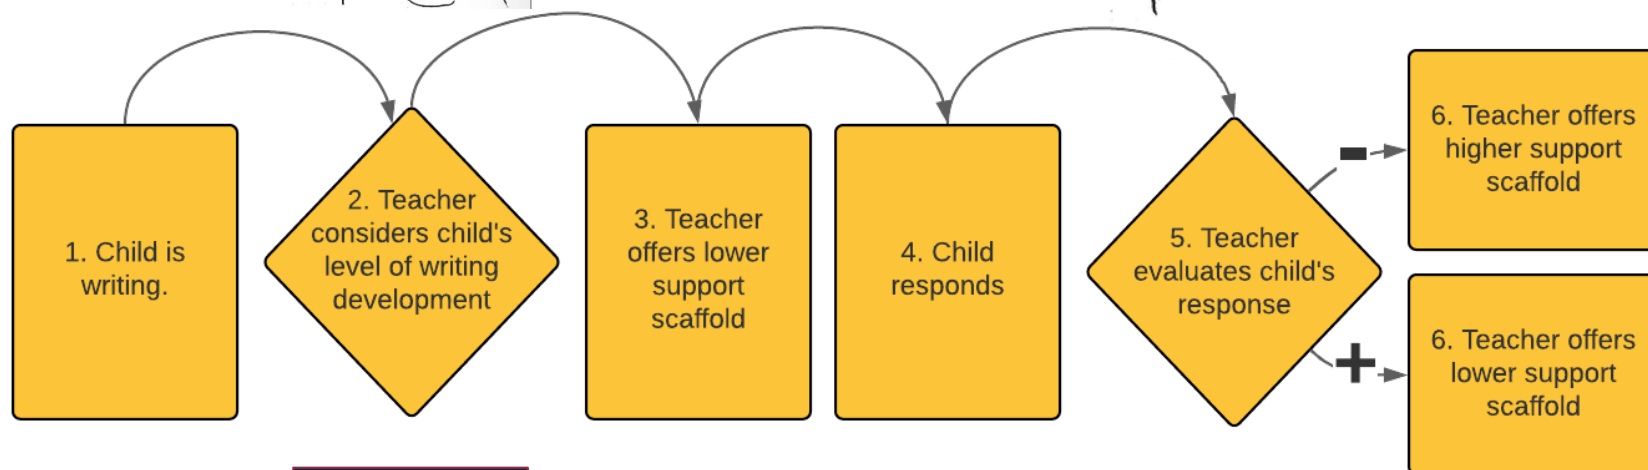 1. Child is
writing.
2. Teacher
considers child's
level of writing
development
3. Teacher
offers lower
support
scaffold
4. Child
responds
5. Teacher
evaluates child's
response
-
+
6. Teacher offers
higher support
scaffold
6. Teacher offers
lower support
scaffold